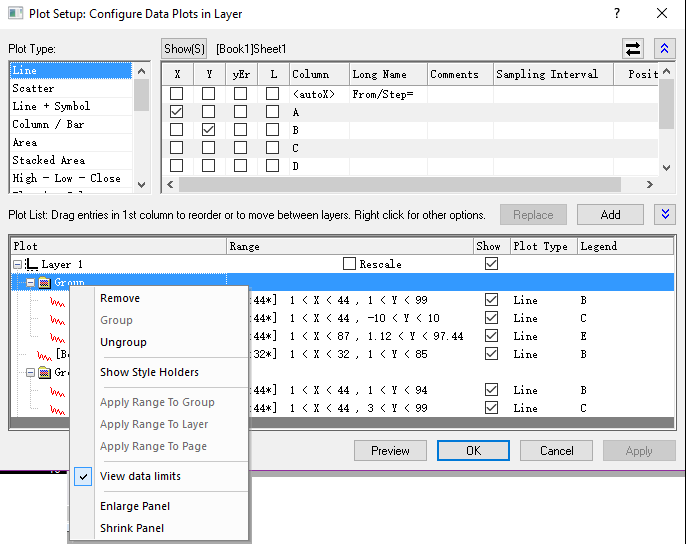 Plot Setup: Configure Data Plots in Layer
Plot Type:
Show(S) [Book1]Sheet1
Line
Scatter
Line + Symbol
Column / Bar
Area
Stacked Area
High - Low - Close
X Y yEr L Column Long Name Comments Sampling Interval Posit
<autoX> From/Step=
A
B
C
D
Plot List: Drag entries in 1st column to reorder or to move between layers. Right click for other options.
Replace Add
Plot Range Show Plot Type Legend
Layer 1 Rescale
Group
:44*] 1 < X < 44 , 1 < Y < 99 Line B
:44*] 1 < X < 44 , -10 < Y < 10 Line C
:44*] 1 < X < 87 , 1.12 < Y < 97.44 Line E
[Bo :32*] 1 < X < 32 , 1 < Y < 85 Line B
Gro
:44*] 1 < X < 44 , 1 < Y < 94 Line B
:44*] 1 < X < 44 , 3 < Y < 99 Line C
Remove
Group
Ungroup
Show Style Holders
Apply Range To Group
Apply Range To Layer
Apply Range To Page
View data limits
Enlarge Panel
Shrink Panel
Preview OK Cancel Apply